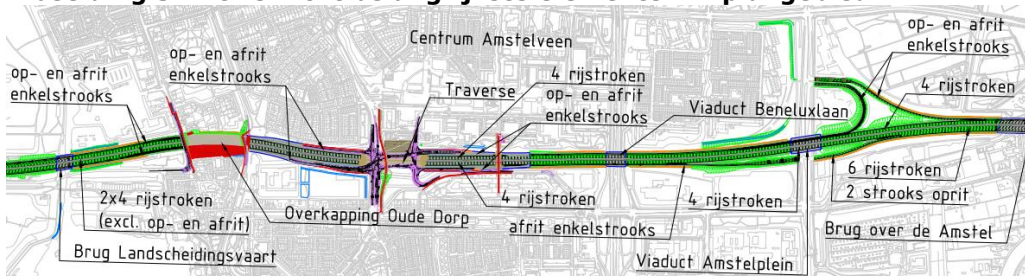 op- en afrit
enkelstrooks
op- en afrit
enkelstrooks
Centrum Amstelveen
Traverse
4 rijstroken
op- en afrit
enkelstrooks
Viaduct Beneluxlaan
op- en afrit
enkelstrooks
4 rijstroken
2x4 rijstroken
(excl. op- en afrit)
Brug Landscheidingsvaart
Overkapping Oude Dorp
4 rijstroken
afrit enkelstrooks
4 rijstroken
Viaduct Amstelplein
6 rijstroken
2 strooks oprit
Brug over de Amstel